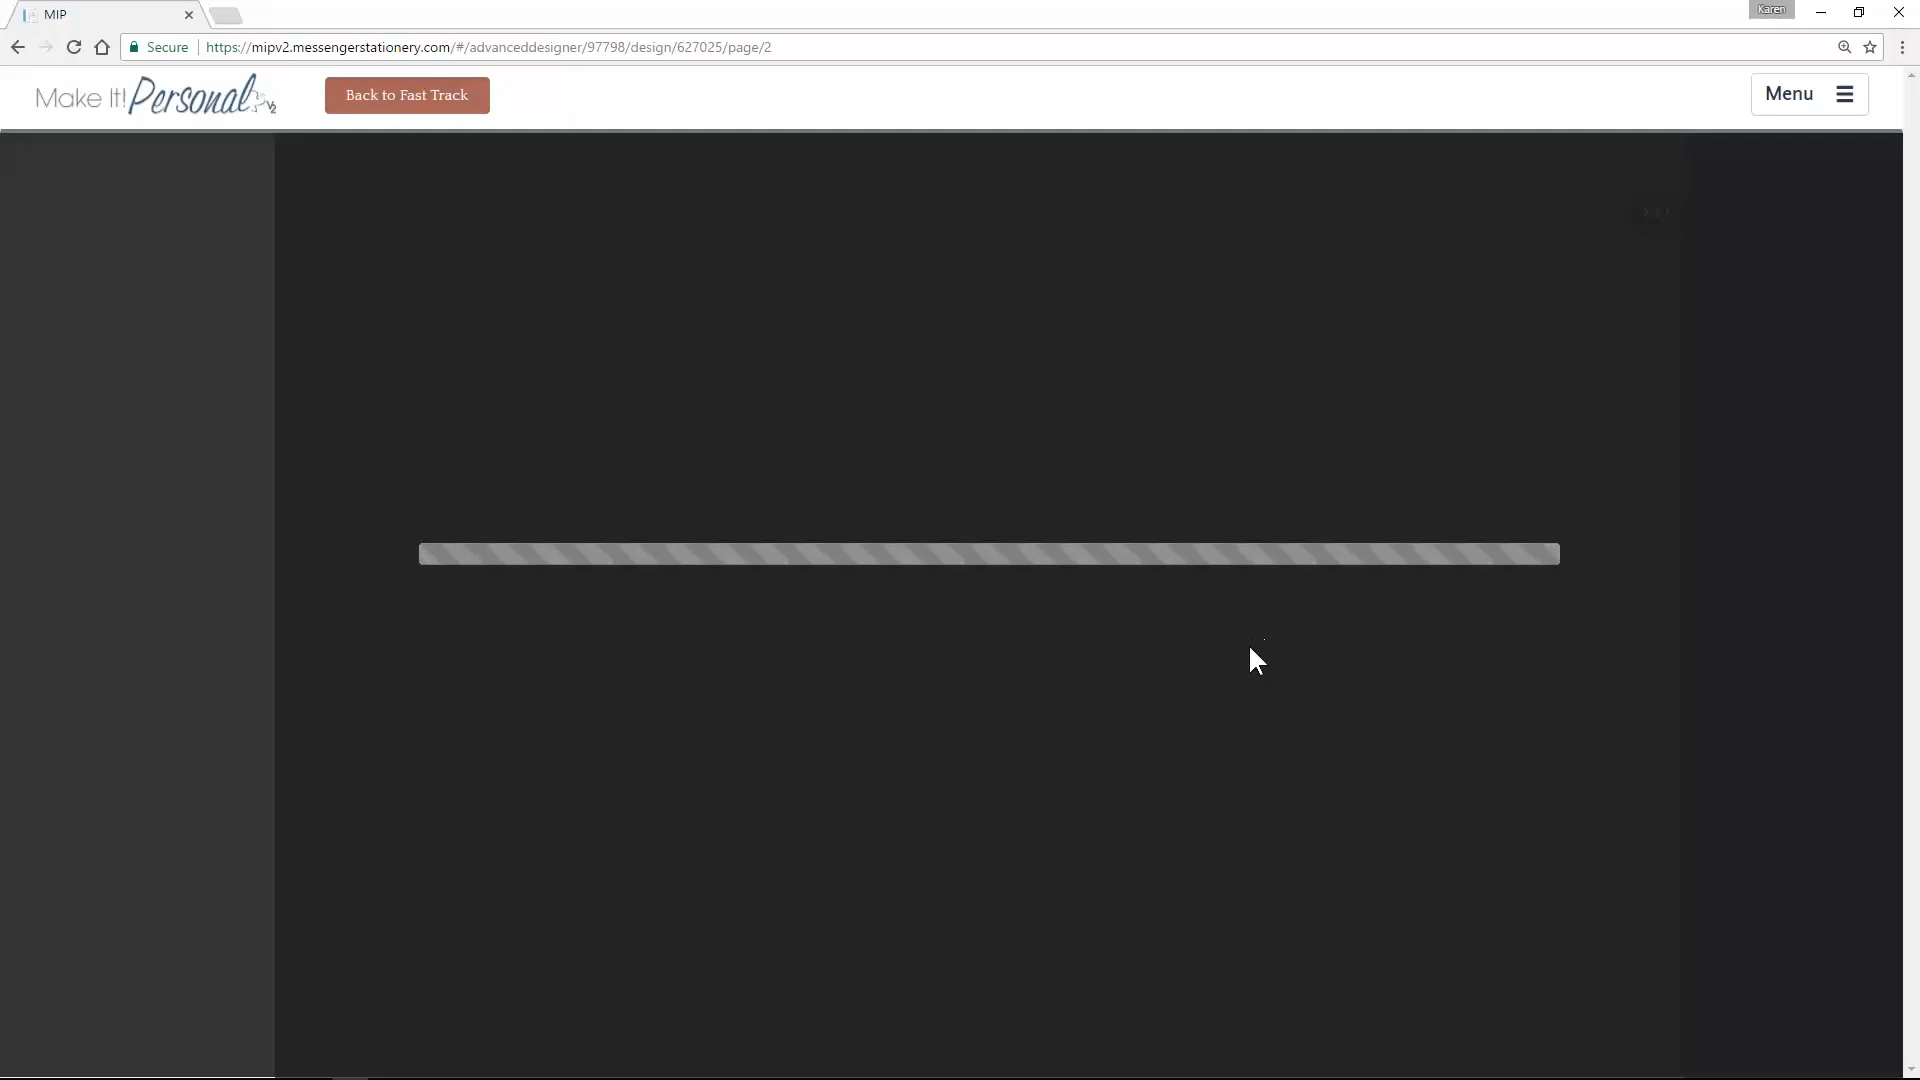 MIP
Karen
Secure
https://mipv2.messengerstationery.com/#/advanceddesigner/97798/design/627025/page/2
Make It! Personal V2
Back to Fast Track
Menu